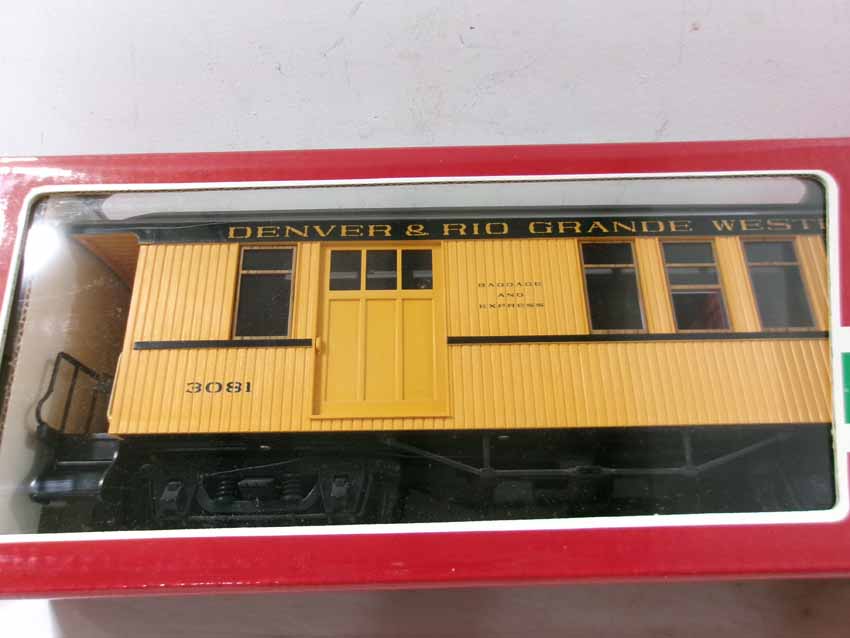 DENVER & RIO GRANDE WEST
BAGGAGE
AND
EXPRESS
3081